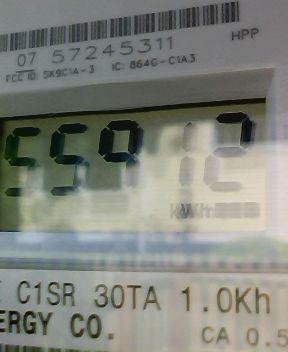 07 57245311
HPP
FCC ID: SK9C1A-3 IC: 864G-C1A3
55912
kWh
C1SR 30TA 1.0Kh
ERGY CO.
CA 0.5